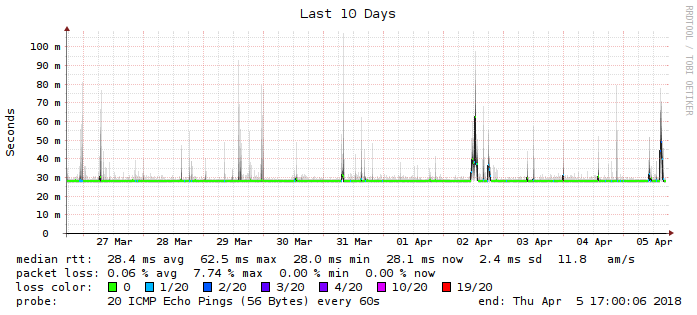 Last 10 Days
RRDTOOL / TOBI OETIKER
Seconds
100 m
90 m
80 m
70 m
60 m
50 m
40 m
30 m
20 m
10 m
0
27 Mar 28 Mar 29 Mar 30 Mar 31 Mar 01 Apr 02 Apr 03 Apr 04 Apr 05 Apr
median rtt: 28.4 ms avg 62.5 ms max 28.0 ms min 28.1 ms now 2.4 ms sd 11.8 am/s
packet loss: 0.06 % avg 7.74 % max 0.00 % min 0.00 % now
loss color: 0 1/20 2/20 3/20 4/20 10/20 19/20
probe: 20 ICMP Echo Pings (56 Bytes) every 60s end: Thu Apr 5 17:00:06 2018